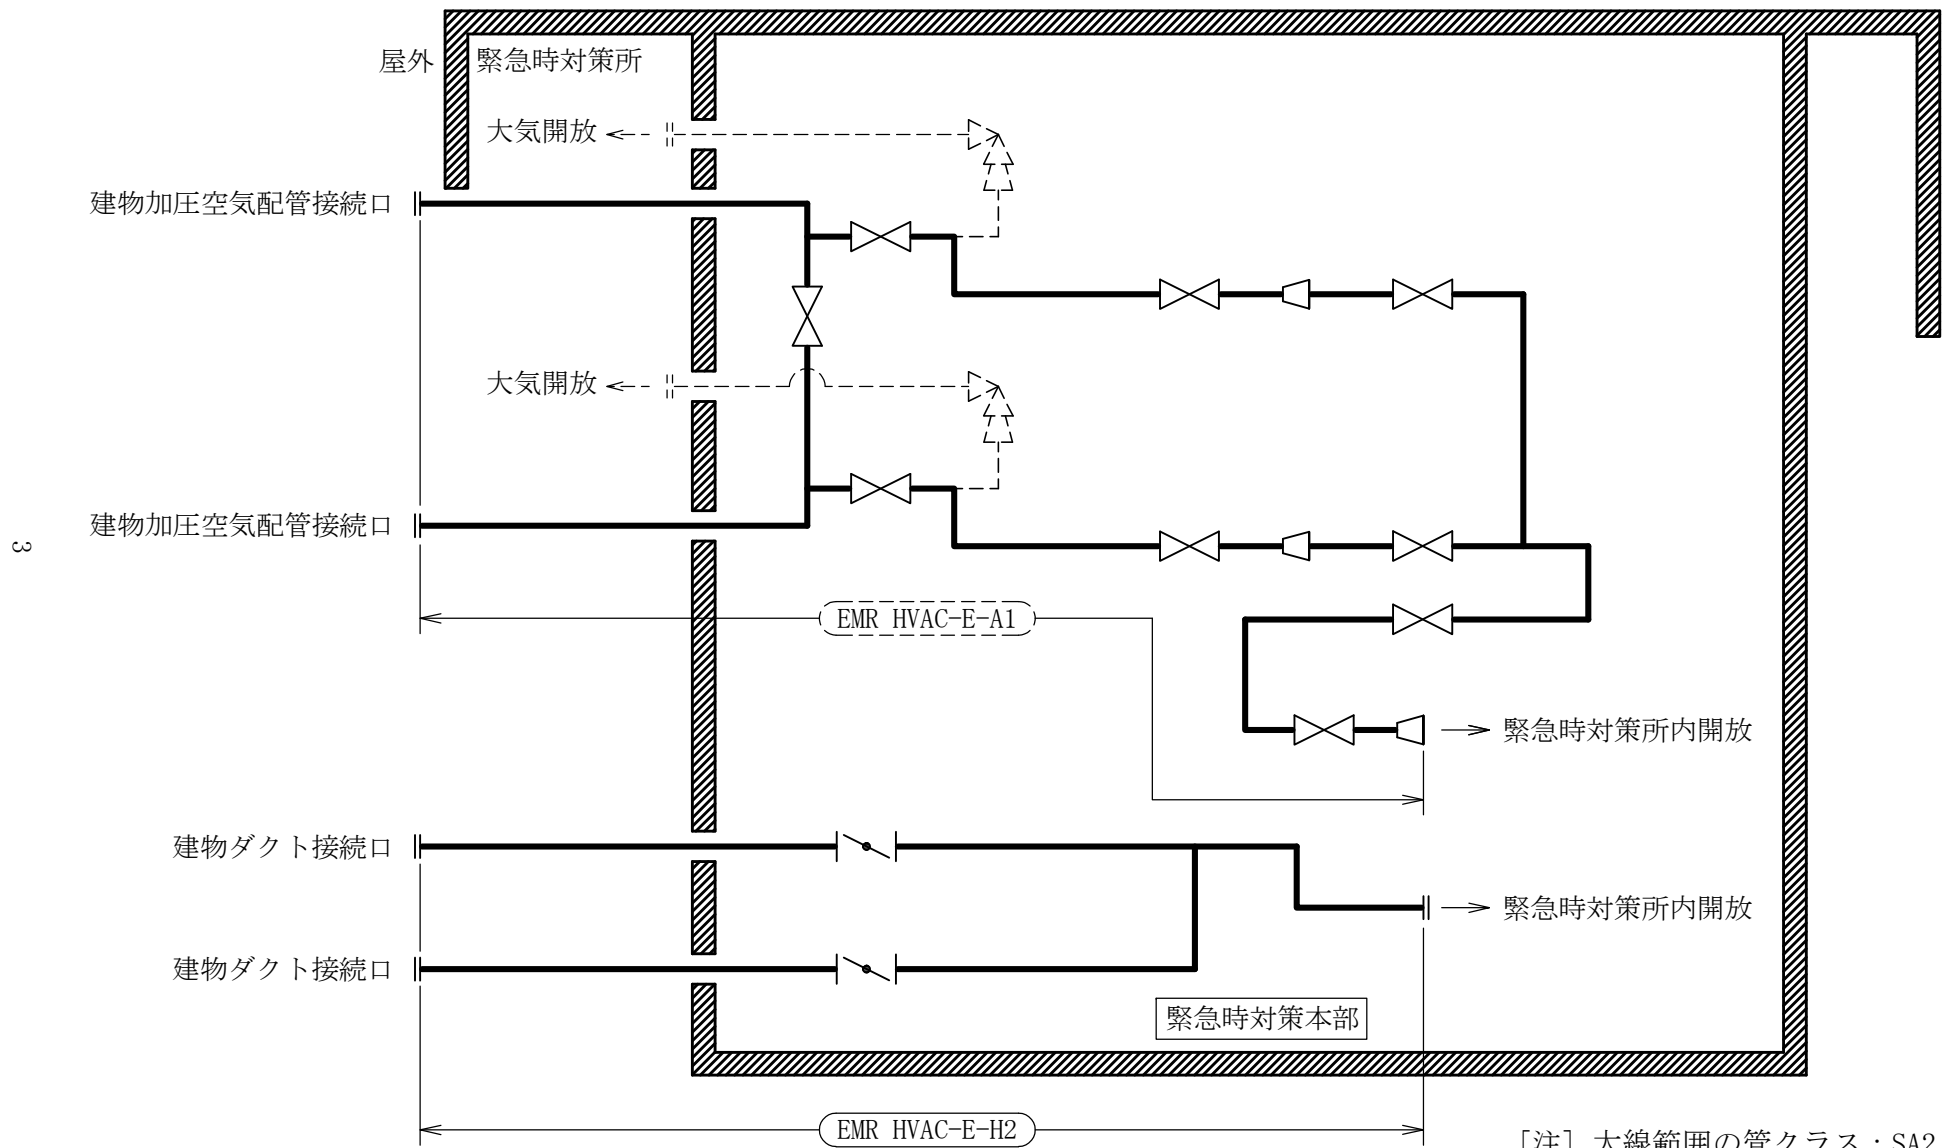 屋外
緊急時対策所
大気開放
建物加圧空気配管接続口
大気開放
建物加圧空気配管接続口
3
EMR HVAC-E-A1
緊急時対策所内開放
建物ダクト接続口
緊急時対策所内開放
建物ダクト接続口
緊急時対策本部
EMR HVAC-E-H2
［注］太線範囲の管クラス：SA2